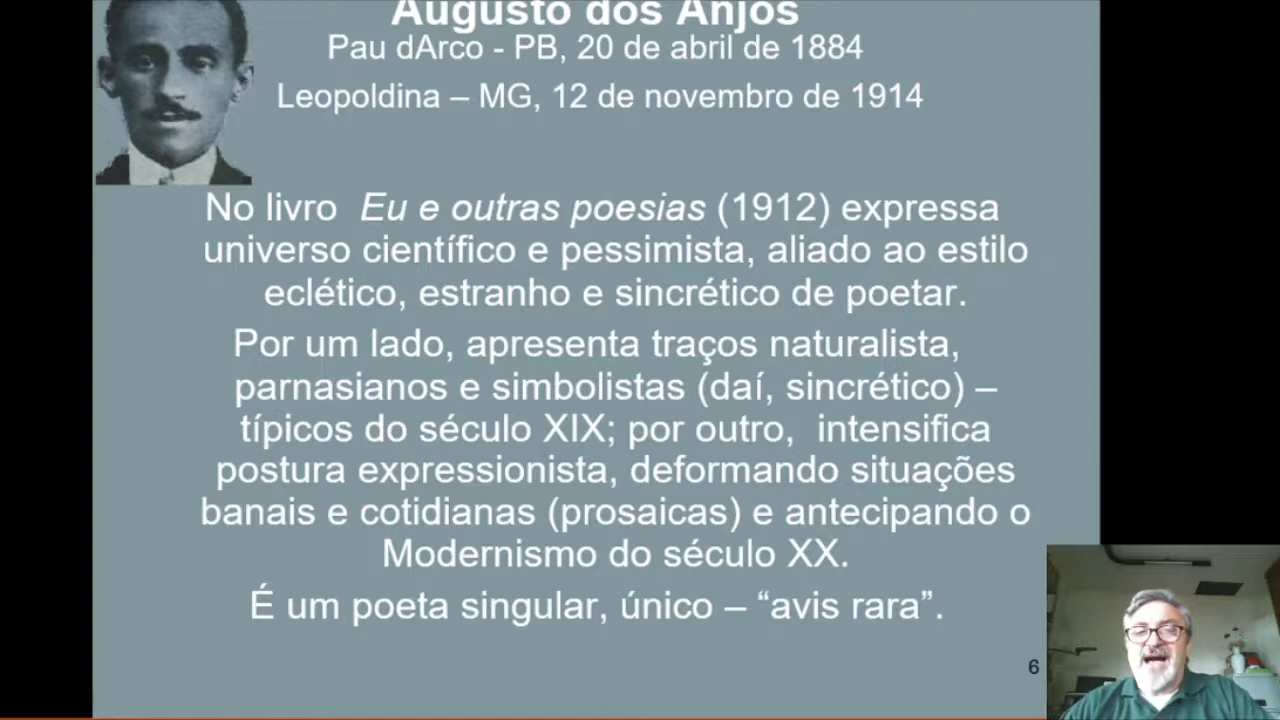 Augusto dos Anjos
Pau dArco - PB, 20 de abril de 1884
Leopoldina – MG, 12 de novembro de 1914
No livro Eu e outras poesias (1912) expressa
universo científico e pessimista, aliado ao estilo
eclético, estranho e sincrético de poetar.
Por um lado, apresenta traços naturalista,
parnasianos e simbolistas (daí, sincrético) –
típicos do século XIX; por outro, intensifica
postura expressionista, deformando situações
banais e cotidianas (prosaicas) e antecipando o
Modernismo do século XX.
É um poeta singular, único – “avis rara”.
6